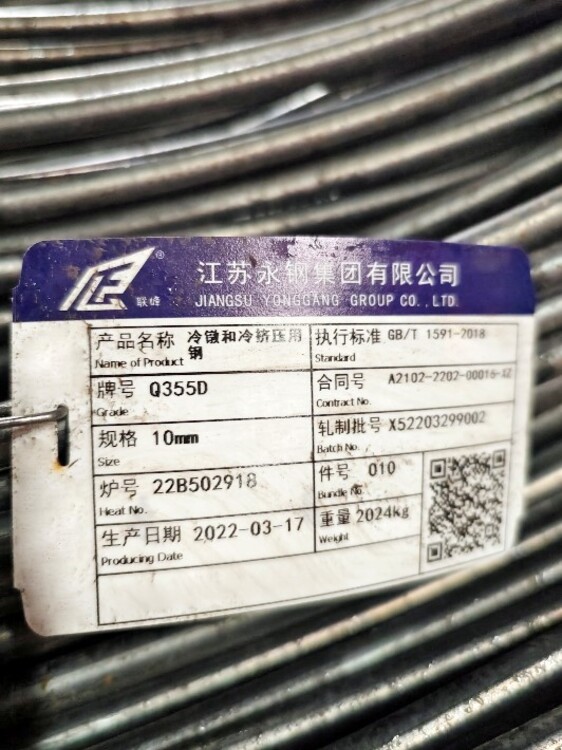 江苏永钢集团有限公司
JIANGSU YONGGANG GROUP CO.,LTD
联峰
®
产品名称 冷镦和冷挤压用钢
Name of Product
执行标准 GB/T 1591-2018
Standard
牌号 Q355D
Grade
合同号 A2102-2202-00016-XZ
Contract No.
规格 10mm
Size
轧制批号 X52203299002
Batch No.
炉号 22B502918
Heat No.
件号 010
Bundle No.
生产日期 2022-03-17
Producing Date
重量 2024kg
Weight